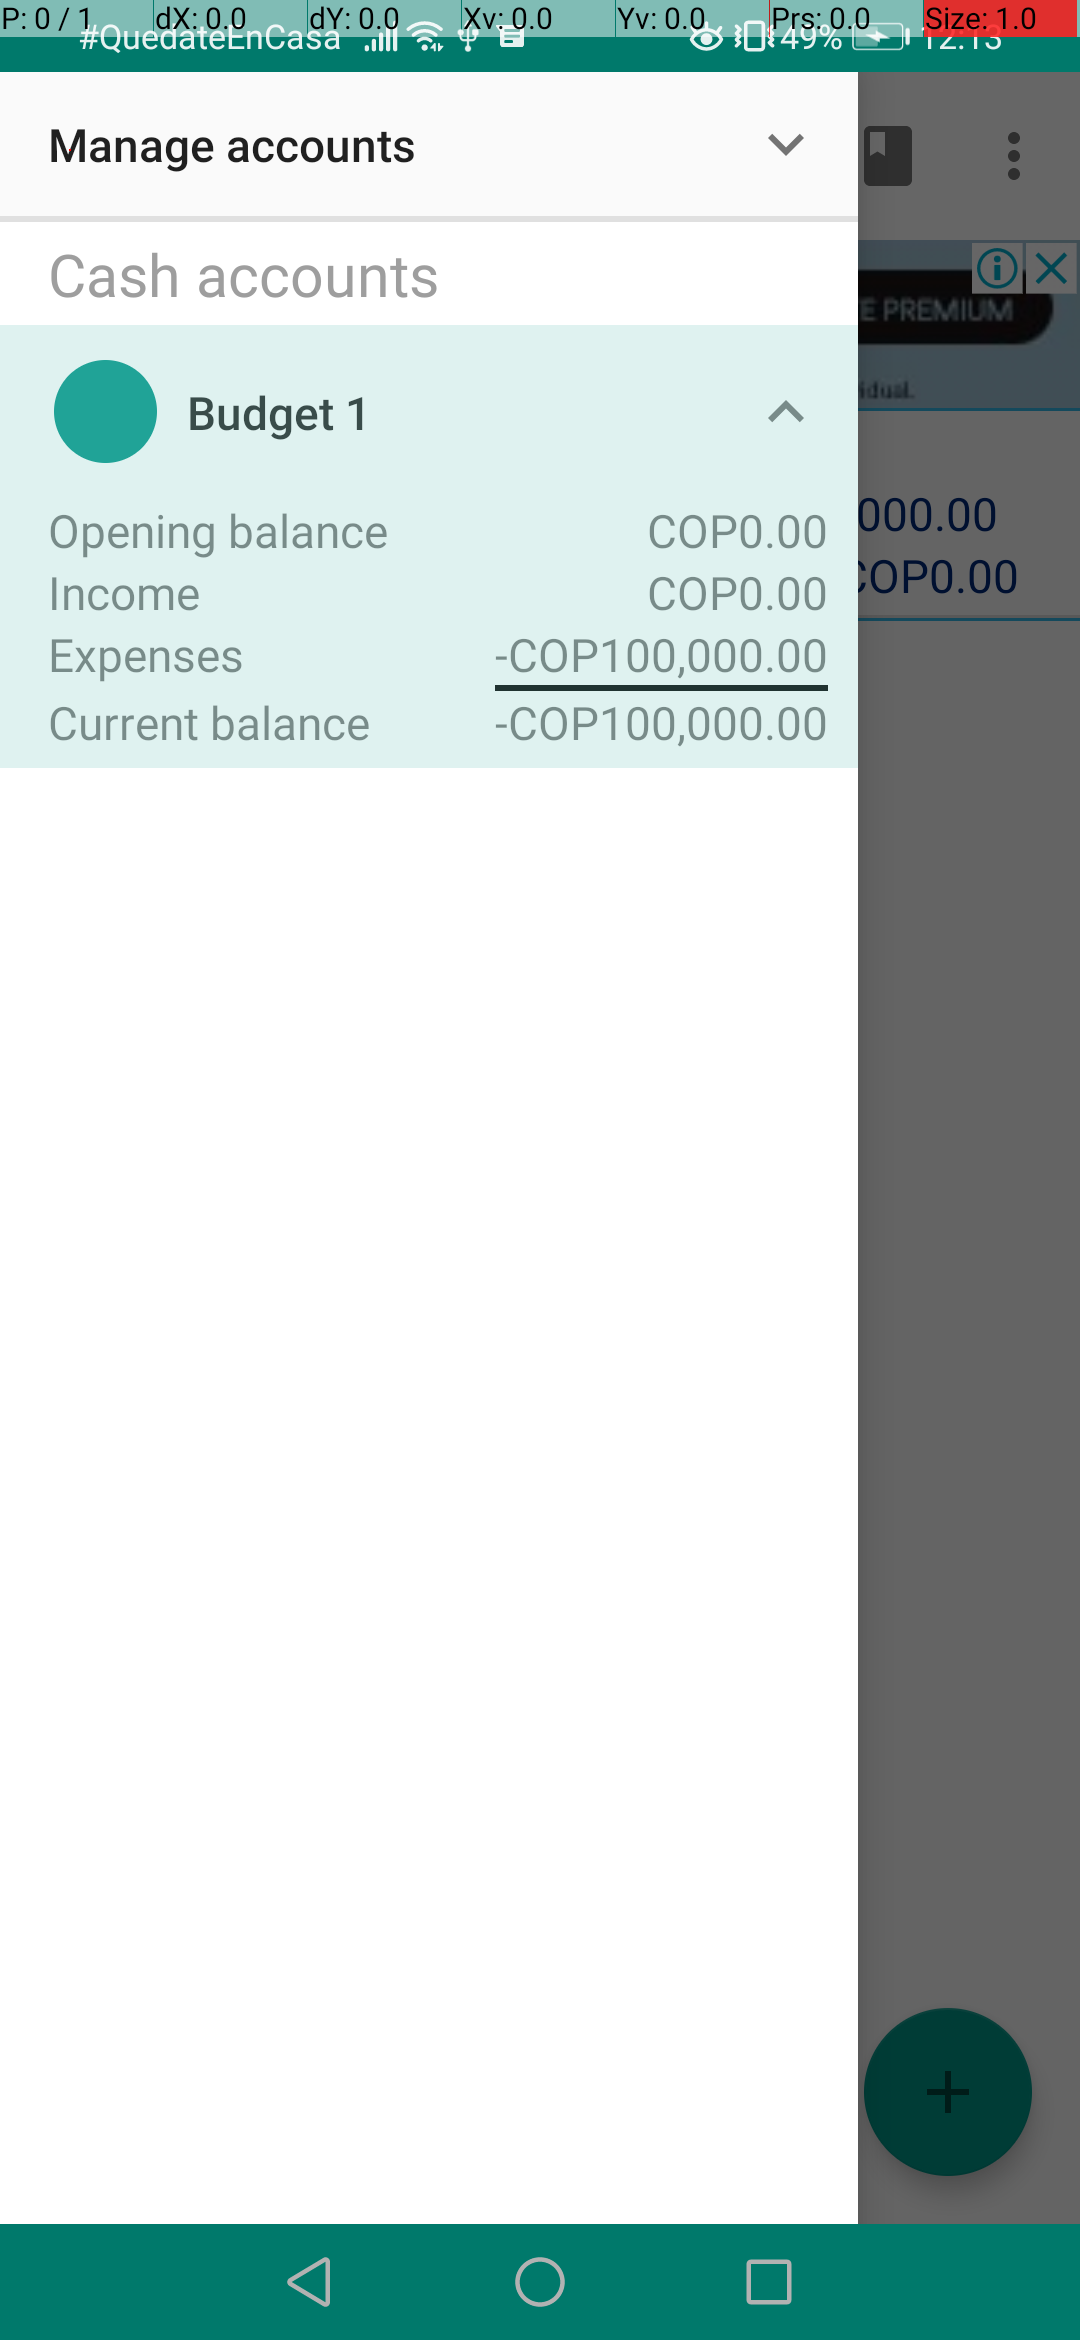 P: 0 / 1 dX: 0.0 dY: 0.0 Xv: 0.0 Yv: 0.0 Prs: 0.0 Size: 1.0
#QuedateEnCasa 49% 12:13
Manage accounts
Cash accounts
E PREMIUM
idual.
Budget 1
Opening balance COP0.00
000.00
Income COP0.00
COP0.00
Expenses -COP100,000.00
Current balance -COP100,000.00